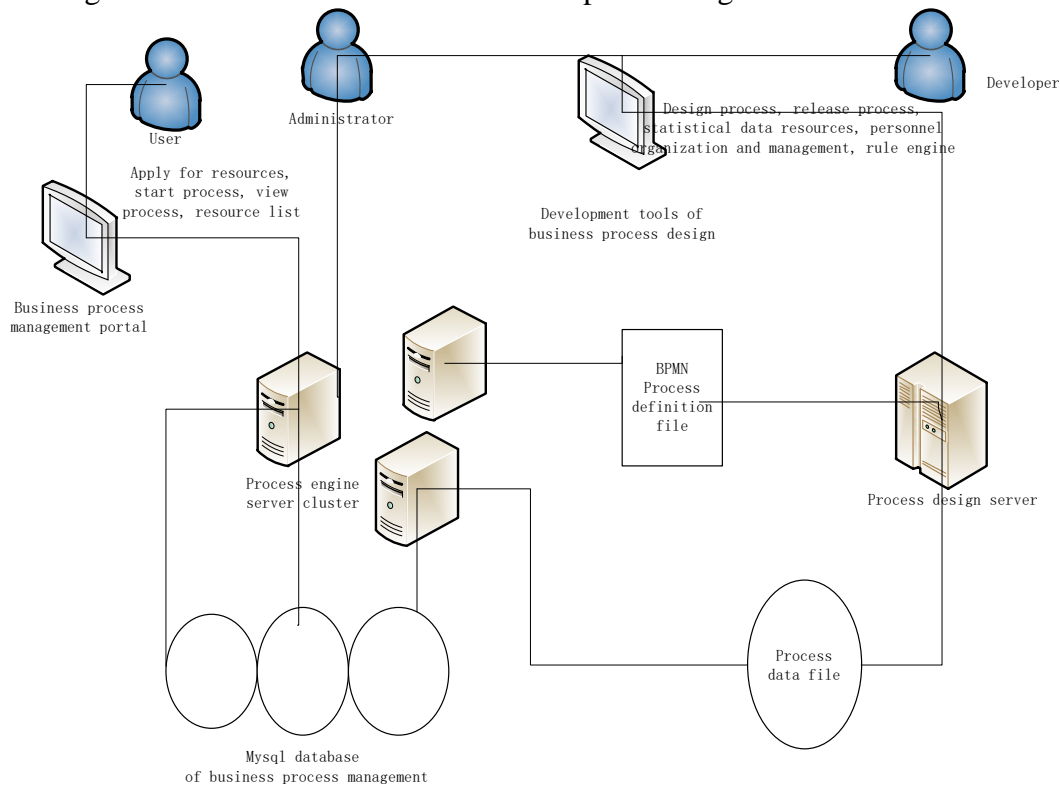 User
Administrator
Developer
Design process, release process,
statistical data resources, personnel
organization and management, rule engine
Apply for resources,
start process, view
process, resource list
Development tools of
business process design
Business process
management portal
BPMN
Process
definition
file
Process engine
server cluster
Process design server
Process
data file
Mysql database
of business process management